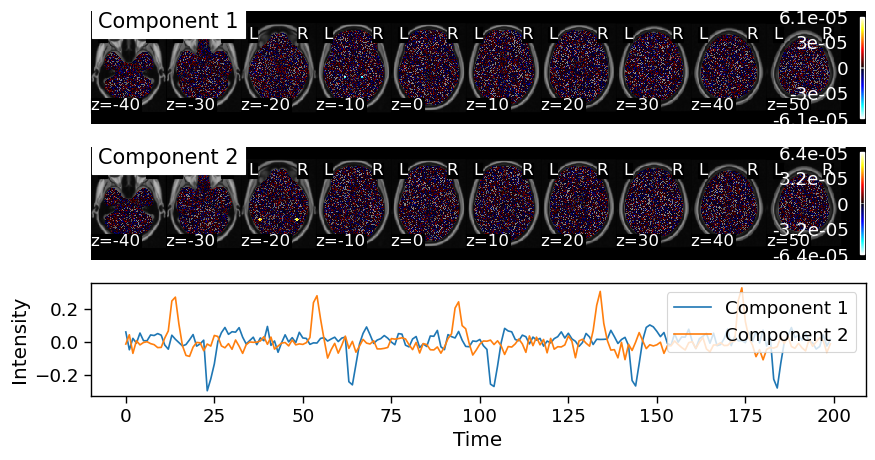 Component 1
L R L R L R L R L R L R L R L R
z=-40 z=-30 z=-20 z=-10 z=0 z=10 z=20 z=30 z=40 z=50
6.1e-05
3e-05
0
-3e-05
-6.1e-05
Component 2
L R L R L R L R L R L R L R L R
z=-40 z=-30 z=-20 z=-10 z=0 z=10 z=20 z=30 z=40 z=50
6.4e-05
3.2e-05
0
-3.2e-05
-6.4e-05
Intensity
0.2
0.0
−0.2
Component 1
Component 2
0 25 50 75 100 125 150 175 200
Time